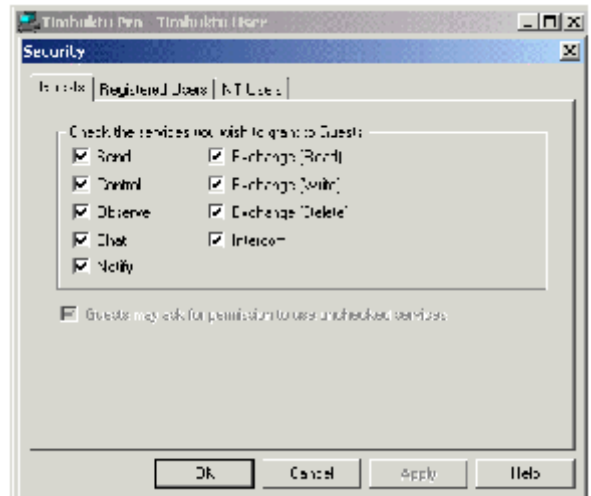 Timbuktu Pro - Timbuktu User
Security
Guests Registered Users NT Users
Check the services you wish to grant to Guests
Send Exchange (Read)
Control Exchange (Write)
Observe Exchange (Delete)
Chat Intercom
Notify
Guests may ask for permission to use unchecked services
OK Cancel Apply Help